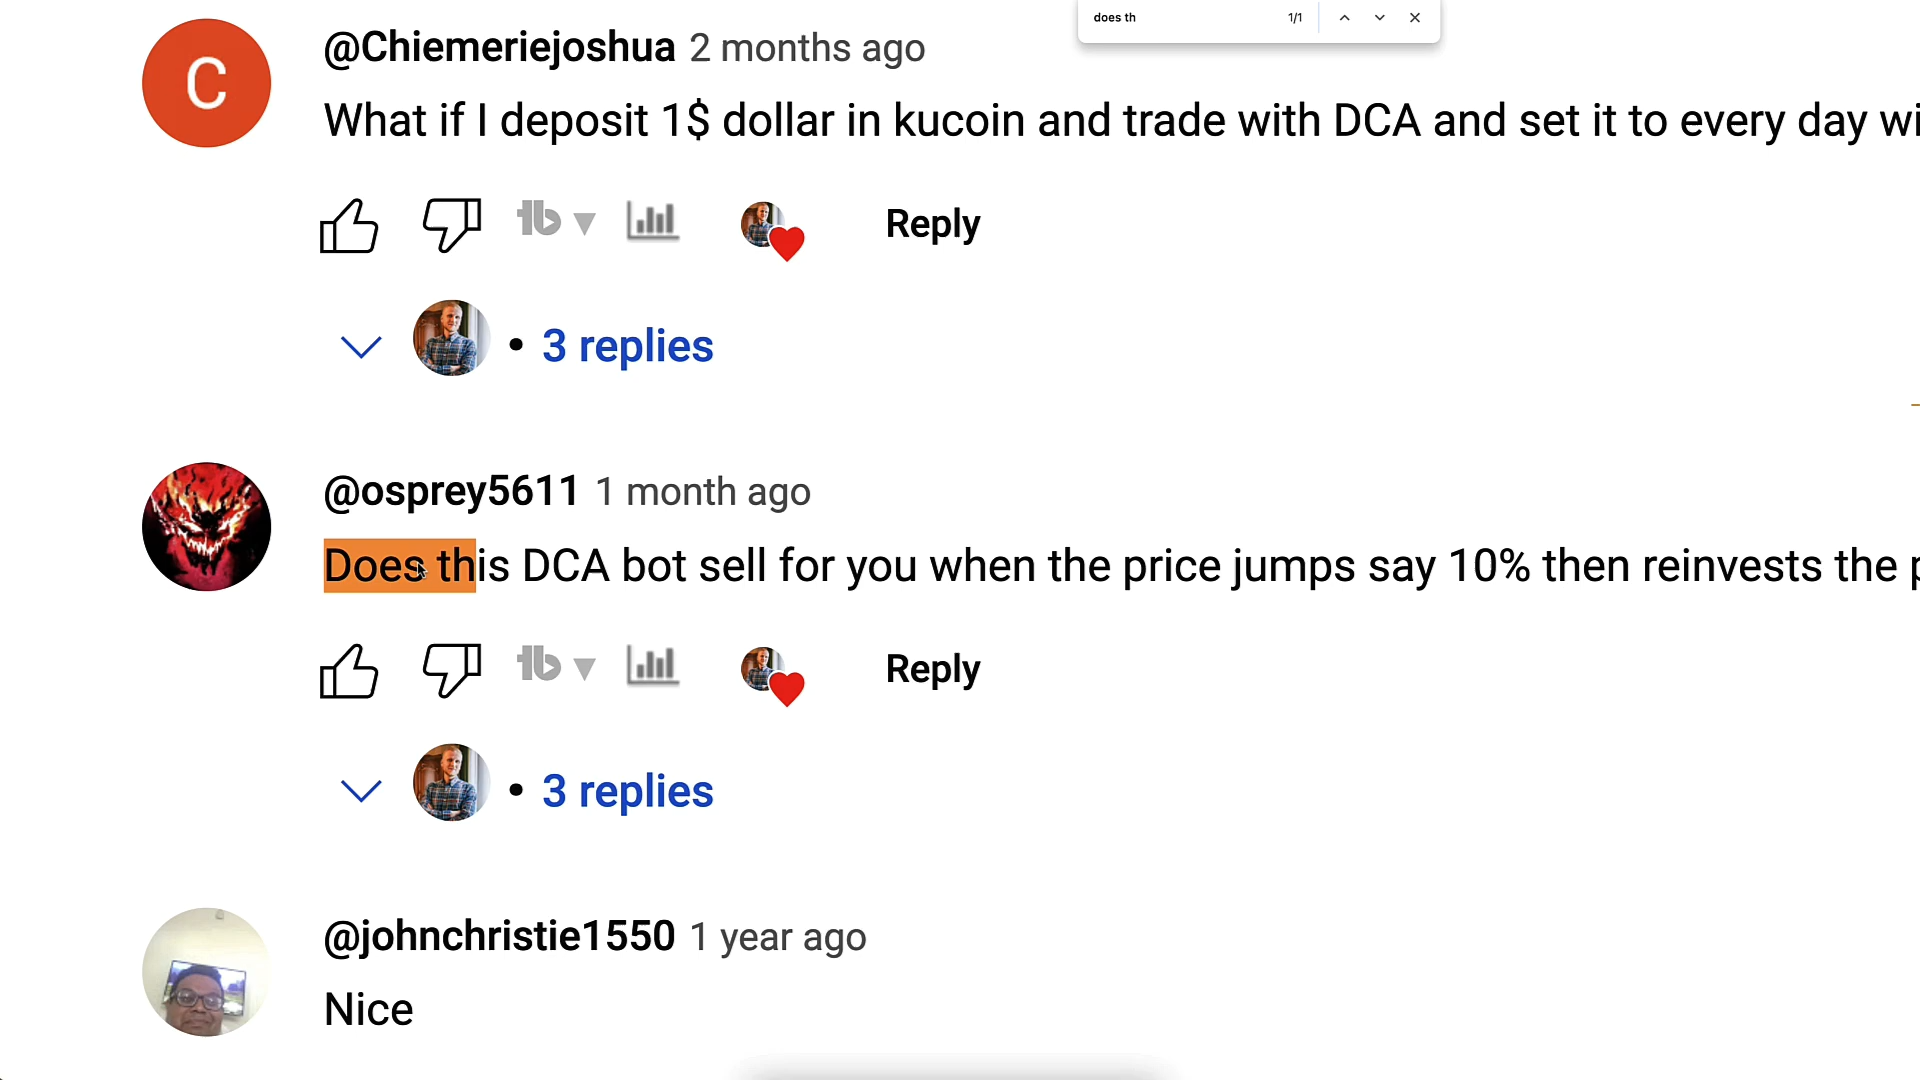 does th 1/1
@Chiemeriejoshua 2 months ago
What if I deposit 1$ dollar in kucoin and trade with DCA and set it to every day
C
tb
Reply
• 3 replies
@osprey5611 1 month ago
Does this DCA bot sell for you when the price jumps say 10% then reinvests the
tb
Reply
• 3 replies
@johnchristie1550 1 year ago
Nice